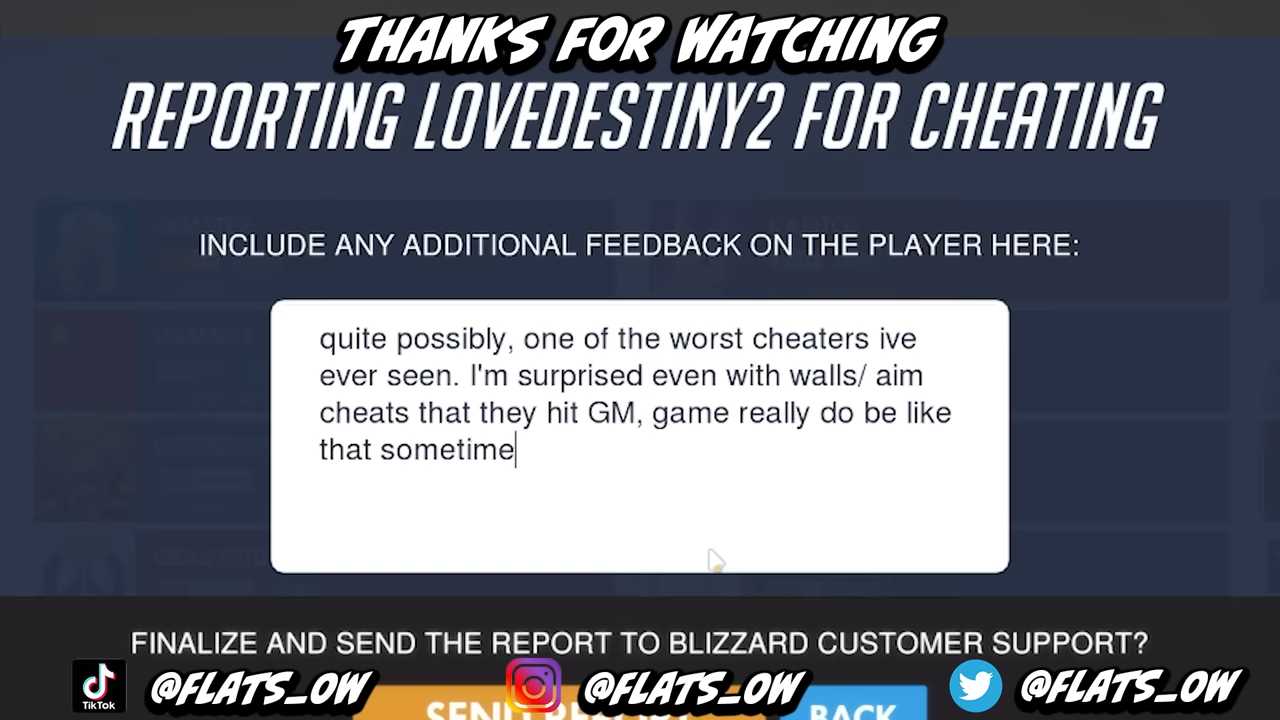 THANKS FOR WATCHING
REPORTING LOVEDESTINY2 FOR CHEATING
INCLUDE ANY ADDITIONAL FEEDBACK ON THE PLAYER HERE:
quite possibly, one of the worst cheaters ive
ever seen. I'm surprised even with walls/ aim
cheats that they hit GM, game really do be like
that sometime
FINALIZE AND SEND THE REPORT TO BLIZZARD CUSTOMER SUPPORT?
TikTok @FLATS_OW @FLATS_OW @FLATS_OW
SEND REPORT BACK